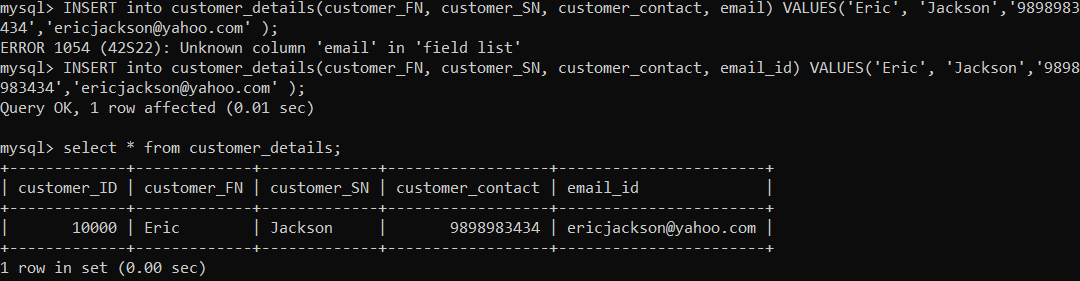 mysql> INSERT into customer_details(customer_FN, customer_SN, customer_contact, email) VALUES('Eric', 'Jackson','9898983
434','ericjackson@yahoo.com' );
ERROR 1054 (42S22): Unknown column 'email' in 'field list'
mysql> INSERT into customer_details(customer_FN, customer_SN, customer_contact, email_id) VALUES('Eric', 'Jackson','9898
983434','ericjackson@yahoo.com' );
Query OK, 1 row affected (0.01 sec)

mysql> select * from customer_details;
+-------------+-------------+-------------+------------------+-----------------------+
| customer_ID | customer_FN | customer_SN | customer_contact | email_id              |
+-------------+-------------+-------------+------------------+-----------------------+
|       10000 | Eric        | Jackson     |       9898983434 | ericjackson@yahoo.com |
+-------------+-------------+-------------+------------------+-----------------------+
1 row in set (0.00 sec)